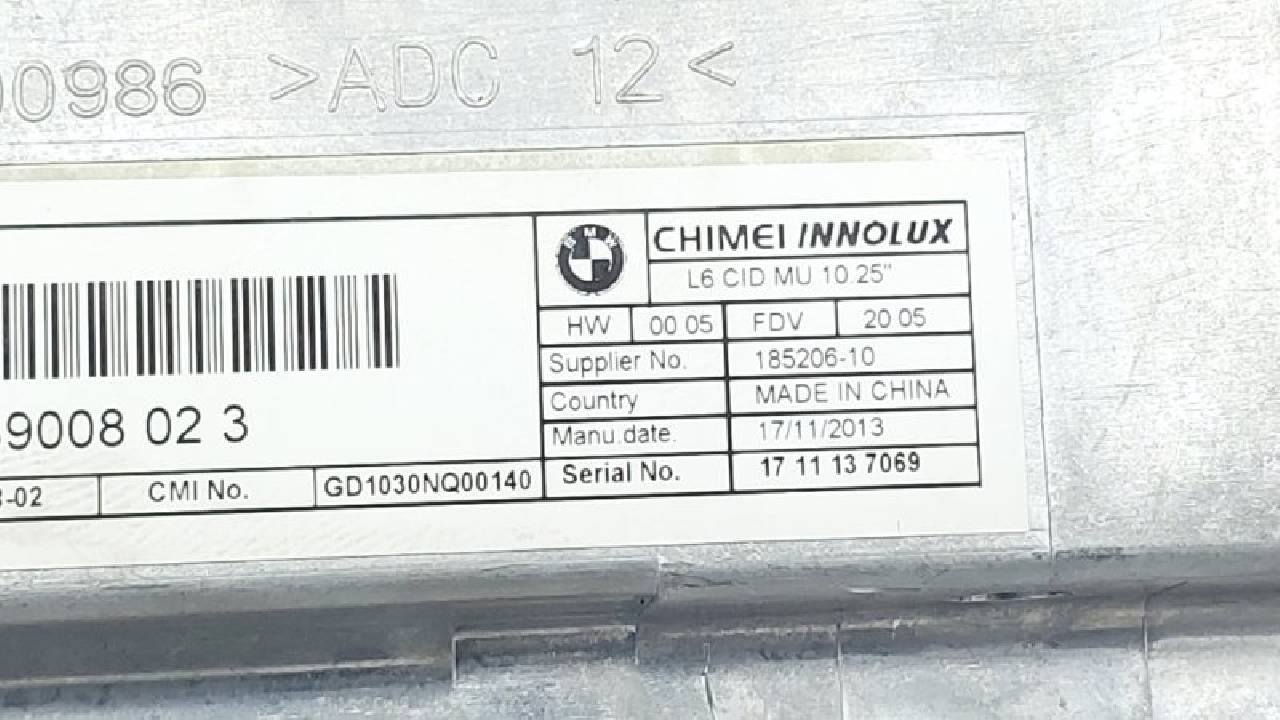 00986 >ADC 12<
BMW
CHIMEI INNOLUX
L6 CID MU 10.25"
HW 00 05 FDV 20 05
Supplier No. 185206-10
Country MADE IN CHINA
9008 02 3
Manu.date. 17/11/2013
-02 CMI No. GD1030NQ00140
Serial No. 17 11 13 7069